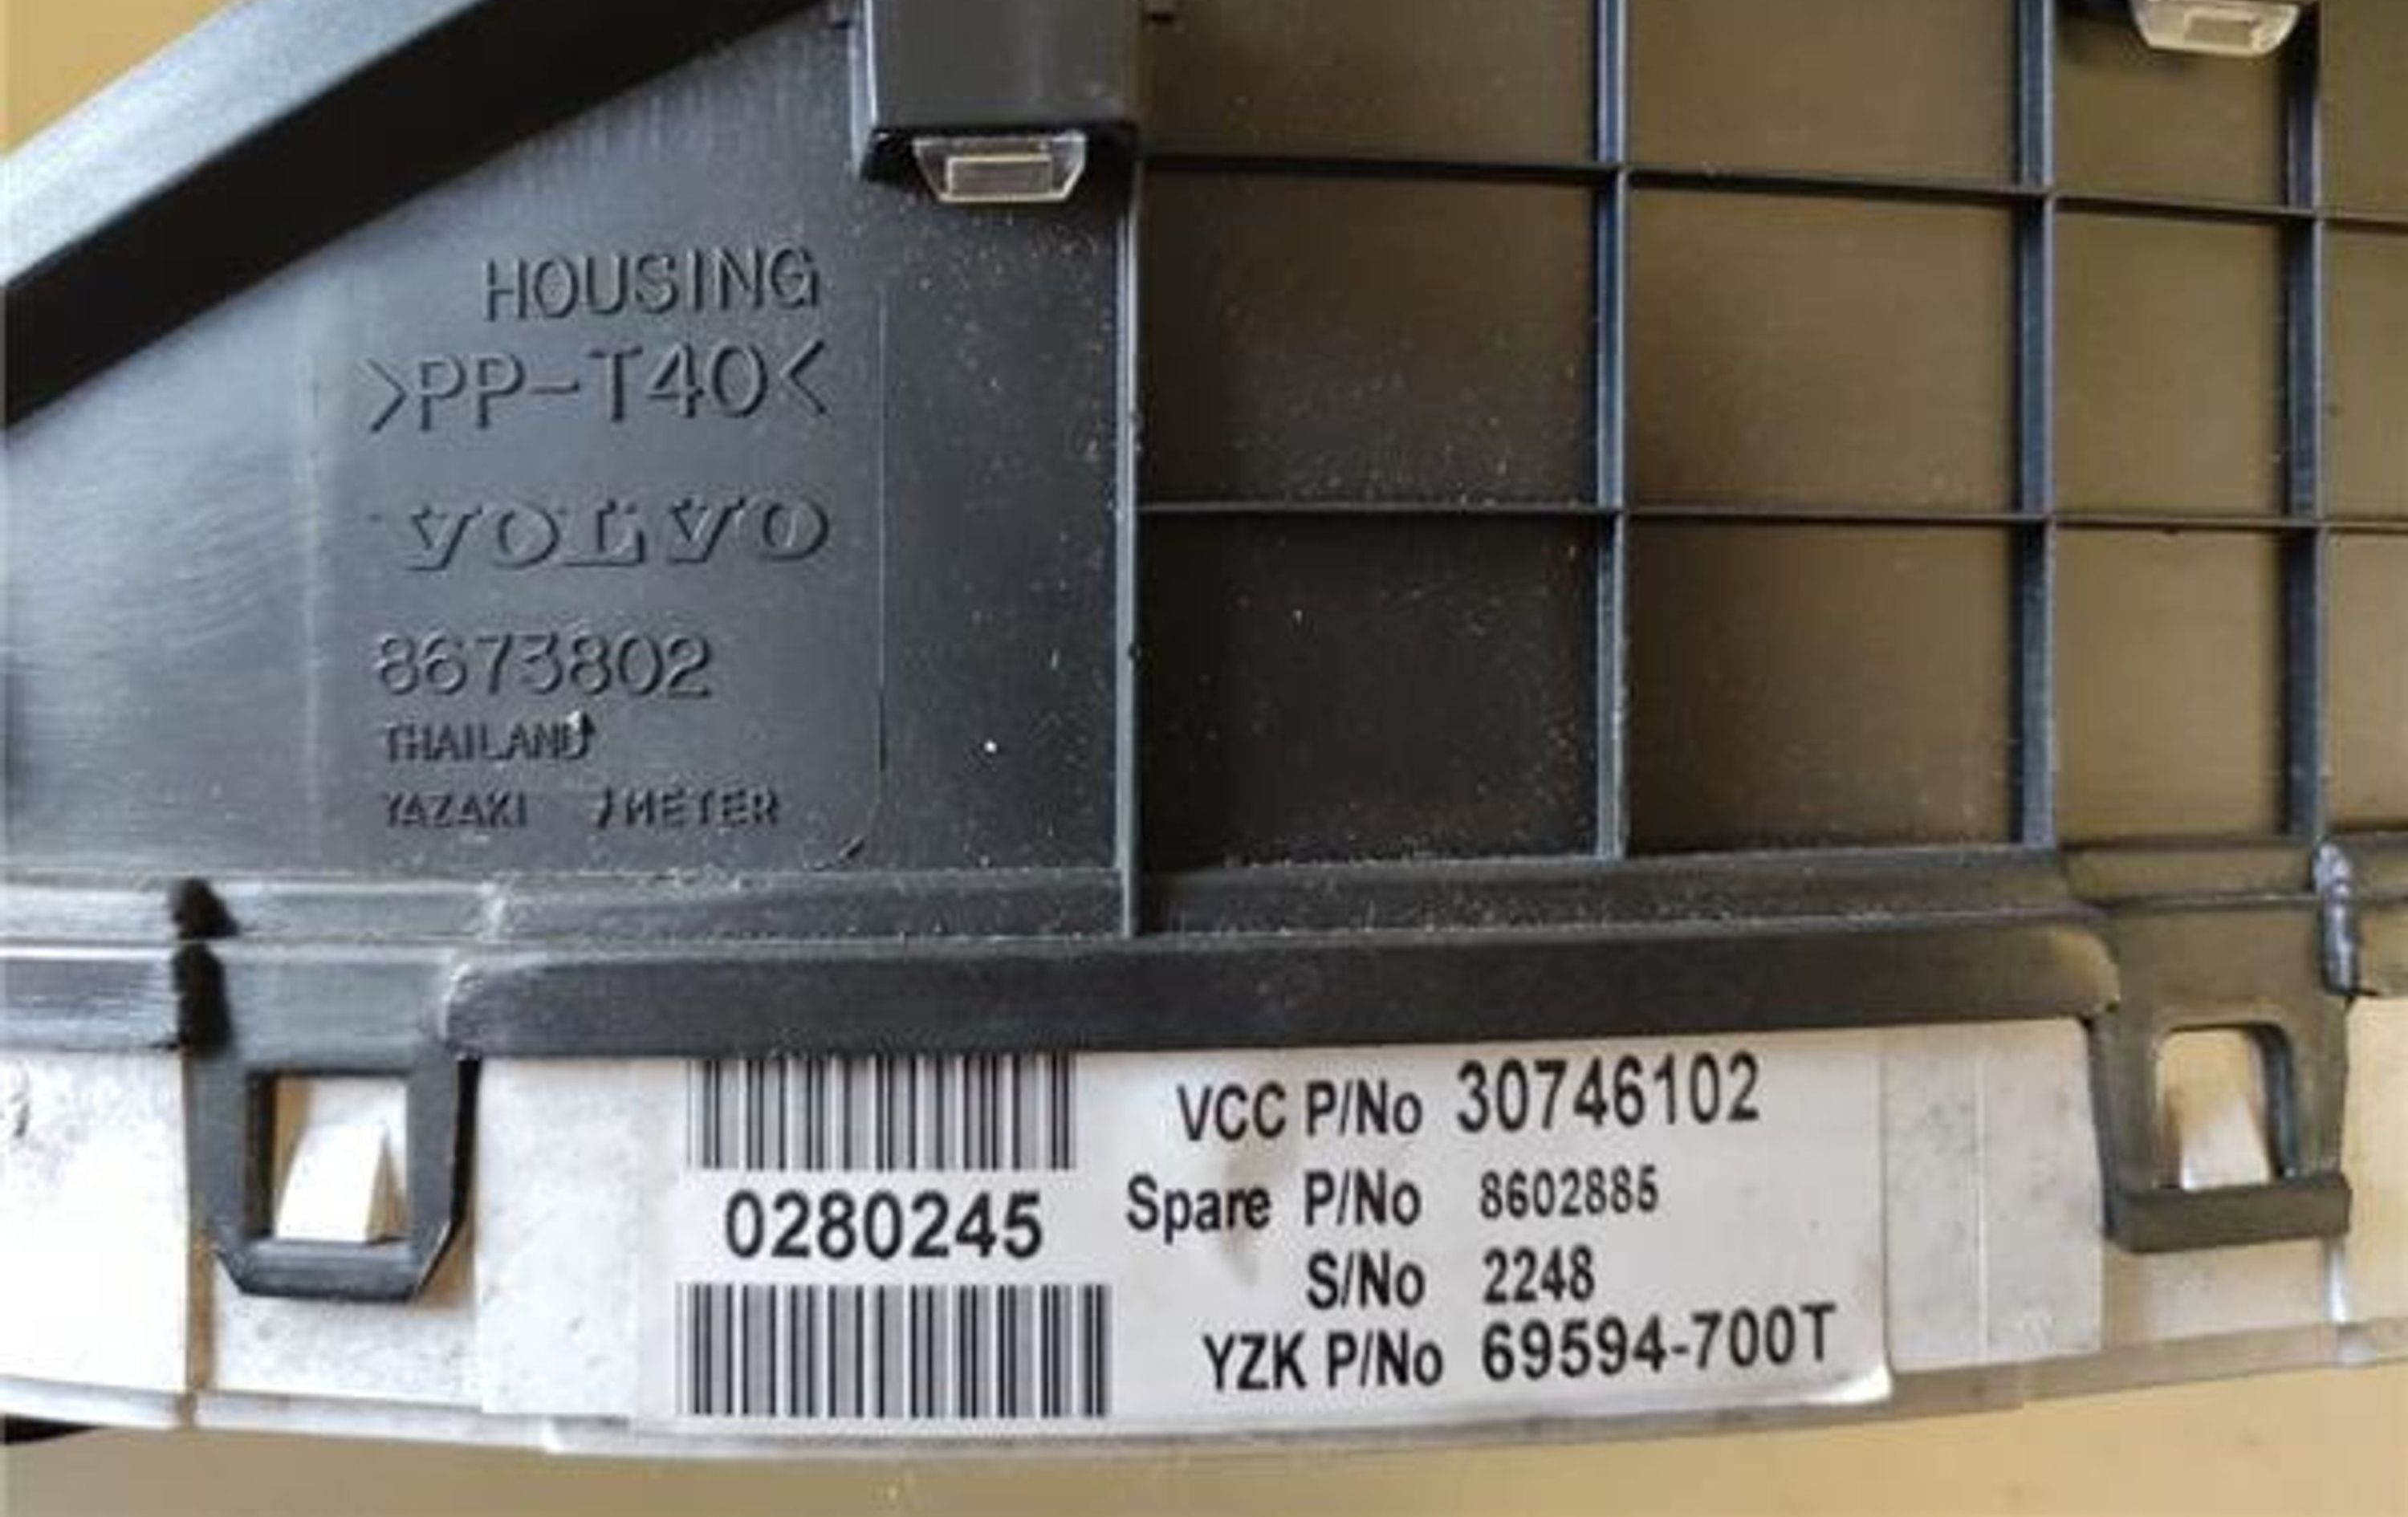 HOUSING
>PP-T40<
VOLVO
8673802
THAILAND
YAZAKI /METER
0280245
VCC P/No 30746102
Spare P/No 8602885
S/No 2248
YZK P/No 69594-700T